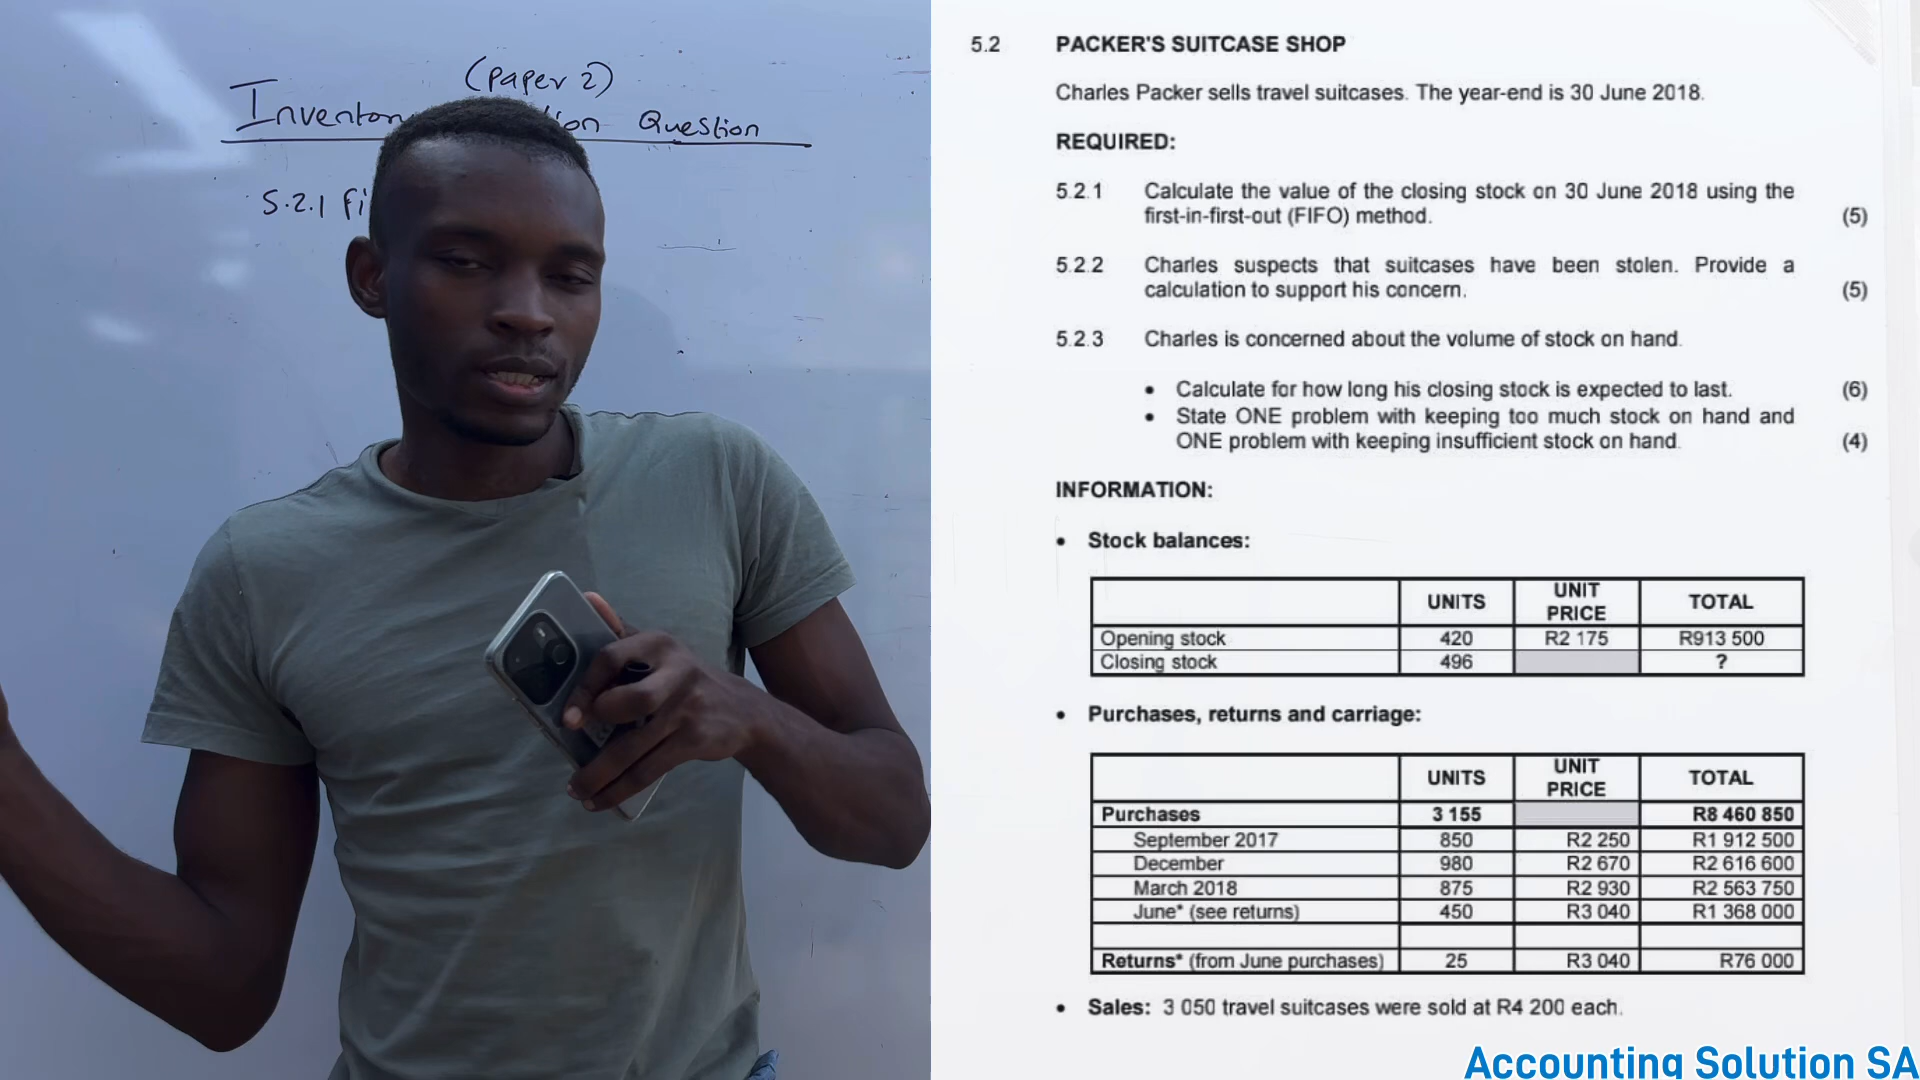 (paper 2)
Inventory Question
5.2.1
5.2 PACKER'S SUITCASE SHOP
Charles Packer sells travel suitcases. The year-end is 30 June 2018.
REQUIRED:
5.2.1 Calculate the value of the closing stock on 30 June 2018 using the
first-in-first-out (FIFO) method. (5)
5.2.2 Charles suspects that suitcases have been stolen. Provide a
calculation to support his concern. (5)
5.2.3 Charles is concerned about the volume of stock on hand.
• Calculate for how long his closing stock is expected to last. (6)
• State ONE problem with keeping too much stock on hand and
ONE problem with keeping insufficient stock on hand. (4)
INFORMATION:
• Stock balances:
UNITS UNIT PRICE TOTAL
Opening stock 420 R2 175 R913 500
Closing stock 496 ?
• Purchases, returns and carriage:
UNITS UNIT PRICE TOTAL
Purchases 3 155 R8 460 850
September 2017 850 R2 250 R1 912 500
December 980 R2 670 R2 616 600
March 2018 875 R2 930 R2 563 750
June* (see returns) 450 R3 040 R1 368 000
Returns* (from June purchases) 25 R3 040 R76 000
• Sales: 3 050 travel suitcases were sold at R4 200 each.
Accounting Solution SA